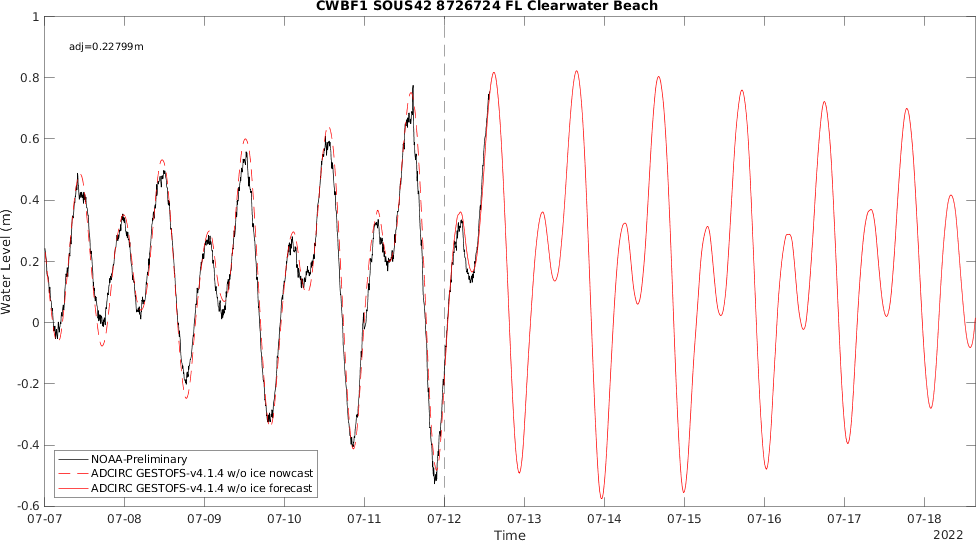 CWBF1 SOUS42 8726724 FL Clearwater Beach
adj=0.22799m
1
0.8
0.6
0.4
0.2
0
-0.2
-0.4
-0.6
Water Level (m)
NOAA-Preliminary
ADCIRC GESTOFS-v4.1.4 w/o ice nowcast
ADCIRC GESTOFS-v4.1.4 w/o ice forecast
07-07 07-08 07-09 07-10 07-11 07-12 07-13 07-14 07-15 07-16 07-17 07-18
Time
2022